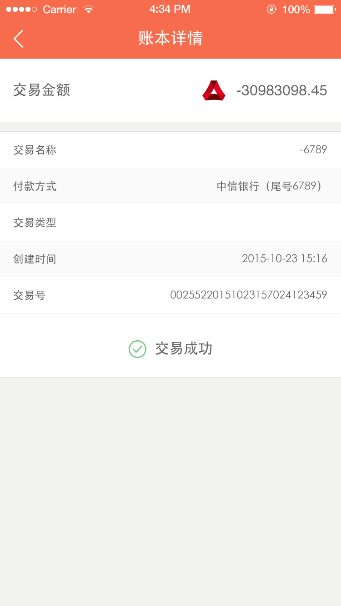 Carrier 4:34 PM 100%
账本详情
交易金额 -30983098.45
交易名称 -6789
付款方式 中信银行（尾号6789）
交易类型
创建时间 2015-10-23 15:16
交易号 00255220151023157024123459
交易成功